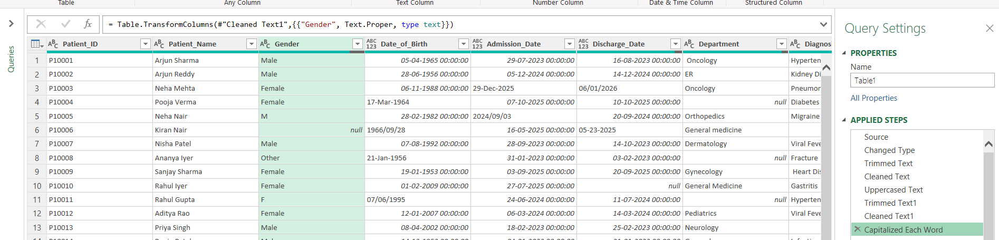 Table Any Column Text Column Number Column Date & Time Column Structured Column
fx = Table.TransformColumns(#"Cleaned Text1",{{"Gender", Text.Proper, type text}})
Queries
ABC Patient_ID ABC Patient_Name ABC Gender ABC 123 Date_of_Birth ABC 123 Admission_Date ABC 123 Discharge_Date ABC Department ABC Diagnosi
1 P10001 Arjun Sharma Male 05-04-1965 00:00:00 29-07-2023 00:00:00 16-08-2023 00:00:00 Oncology Hyperten
2 P10002 Arjun Reddy Male 28-06-1956 00:00:00 05-12-2024 00:00:00 14-12-2024 00:00:00 ER Kidney Di
3 P10003 Neha Mehta Female 06-11-1988 00:00:00 29-Dec-2025 06/01/2026 Oncology Pneumor
4 P10004 Pooja Verma Female 17-Mar-1964 07-10-2025 00:00:00 10-10-2025 00:00:00 null Diabetes
5 P10005 Neha Nair M 28-02-1982 00:00:00 2024/09/03 20-09-2024 00:00:00 Orthopedics Migraine
6 P10006 Kiran Nair null 1966/09/28 16-05-2025 00:00:00 05-23-2025 General medicine
7 P10007 Nisha Patel Male 07-08-1992 00:00:00 28-09-2023 00:00:00 14-10-2023 00:00:00 Dermatology Viral Feve
8 P10008 Ananya Iyer Other 21-Jan-1956 31-01-2023 00:00:00 03-02-2023 00:00:00 null Fracture
9 P10009 Sanjay Sharma Female 19-01-1953 00:00:00 03-09-2025 00:00:00 20-09-2025 00:00:00 Gynecology Heart Dis
10 P10010 Rahul Iyer Female 01-02-2009 00:00:00 27-07-2025 00:00:00 null General Medicine Gastritis
11 P10011 Rahul Gupta F 07/06/1995 24-06-2024 00:00:00 11-07-2024 00:00:00 null Hyperten
12 P10012 Aditya Rao Female 12-01-2007 00:00:00 06-03-2024 00:00:00 14-03-2024 00:00:00 Pediatrics Viral Feve
13 P10013 Priya Singh Male 08-04-2002 00:00:00 18-02-2023 00:00:00 25-02-2023 00:00:00 Neurology
Query Settings
PROPERTIES
Name
Table1
All Properties
APPLIED STEPS
Source
Changed Type
Trimmed Text
Cleaned Text
Uppercased Text
Trimmed Text1
Cleaned Text1
Capitalized Each Word